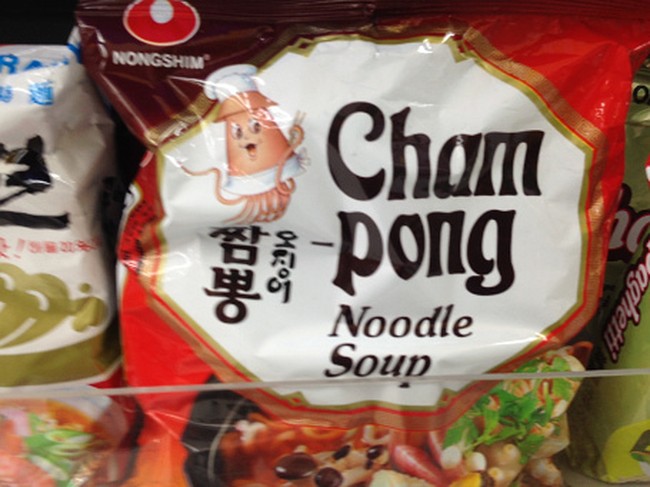 NONGSHIM
Cham
-pong
Noodle
Soup
오징어
짬뽕